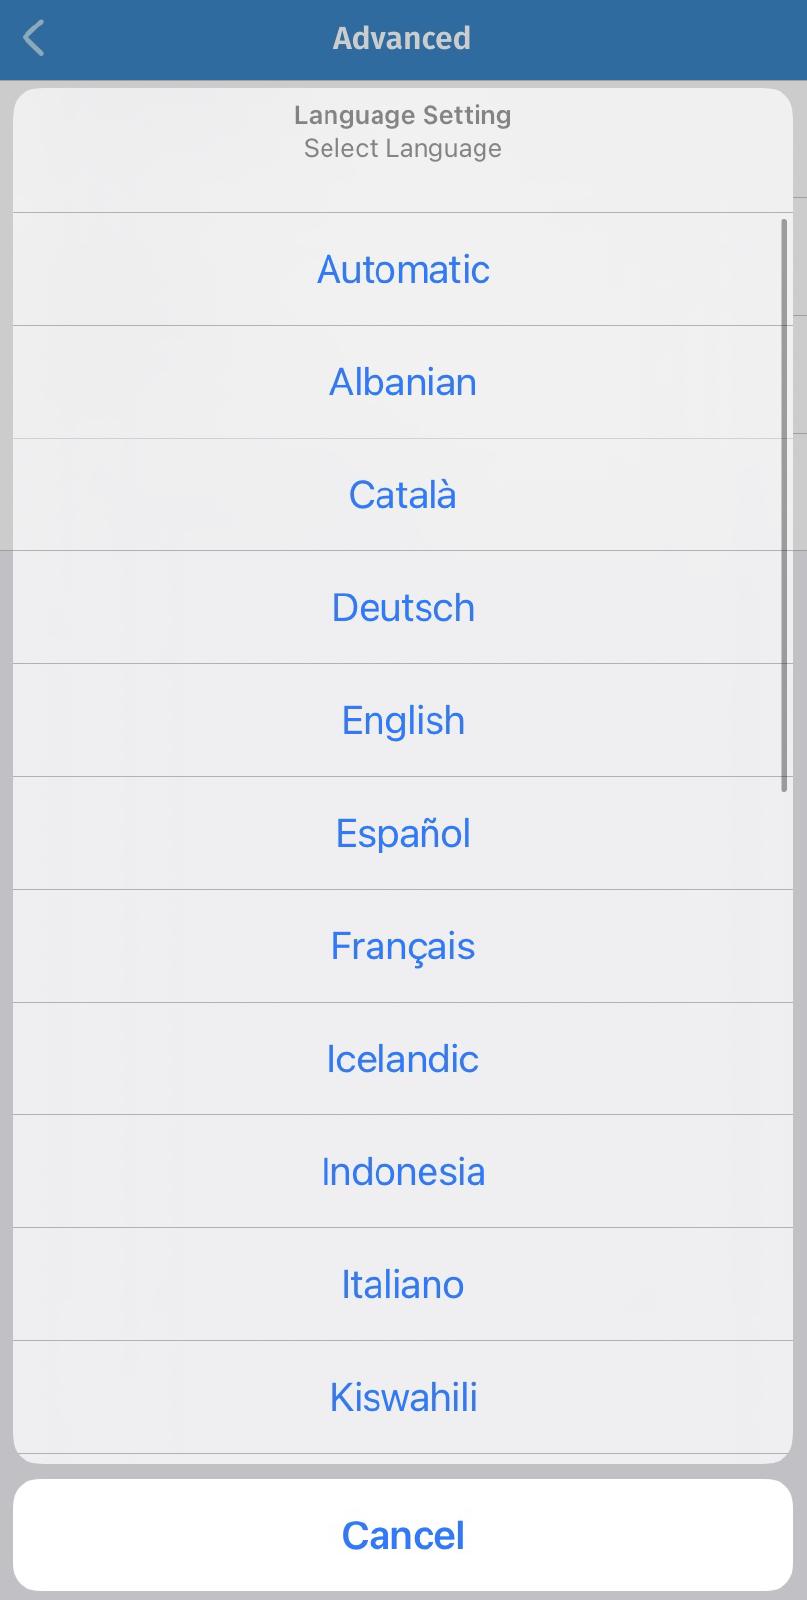 Advanced
Language Setting
Select Language
Automatic
Albanian
Català
Deutsch
English
Español
Français
Icelandic
Indonesia
Italiano
Kiswahili
Cancel